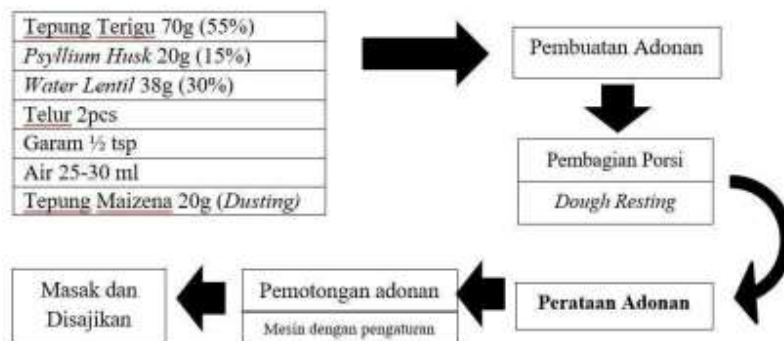 Tepung Terigu 70g (55%)
Psyllium Husk 20g (15%)
Water Lentil 38g (30%)
Telur 2pcs
Garam ½ tsp
Air 25-30 ml
Tepung Maizena 20g (Dusting)
Pembuatan Adonan
Pembagian Porsi
Dough Resting
Perataan Adonan
Pemotongan adonan
Mesin dengan pengaturan
Masak dan
Disajikan